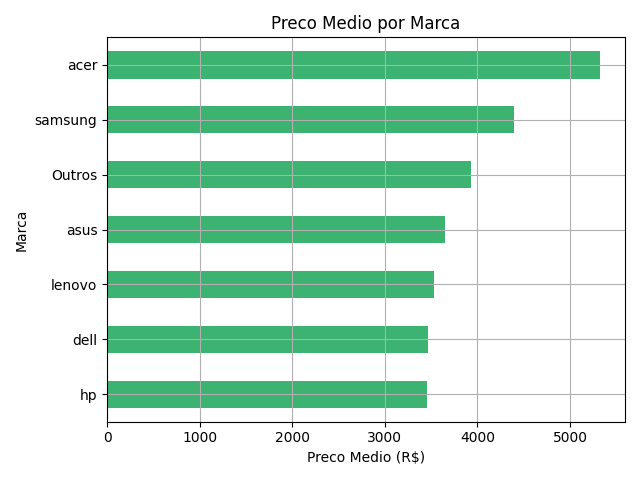 Preco Medio por Marca
acer
samsung
Outros
asus
lenovo
dell
hp
Marca
0 1000 2000 3000 4000 5000
Preco Medio (R$)